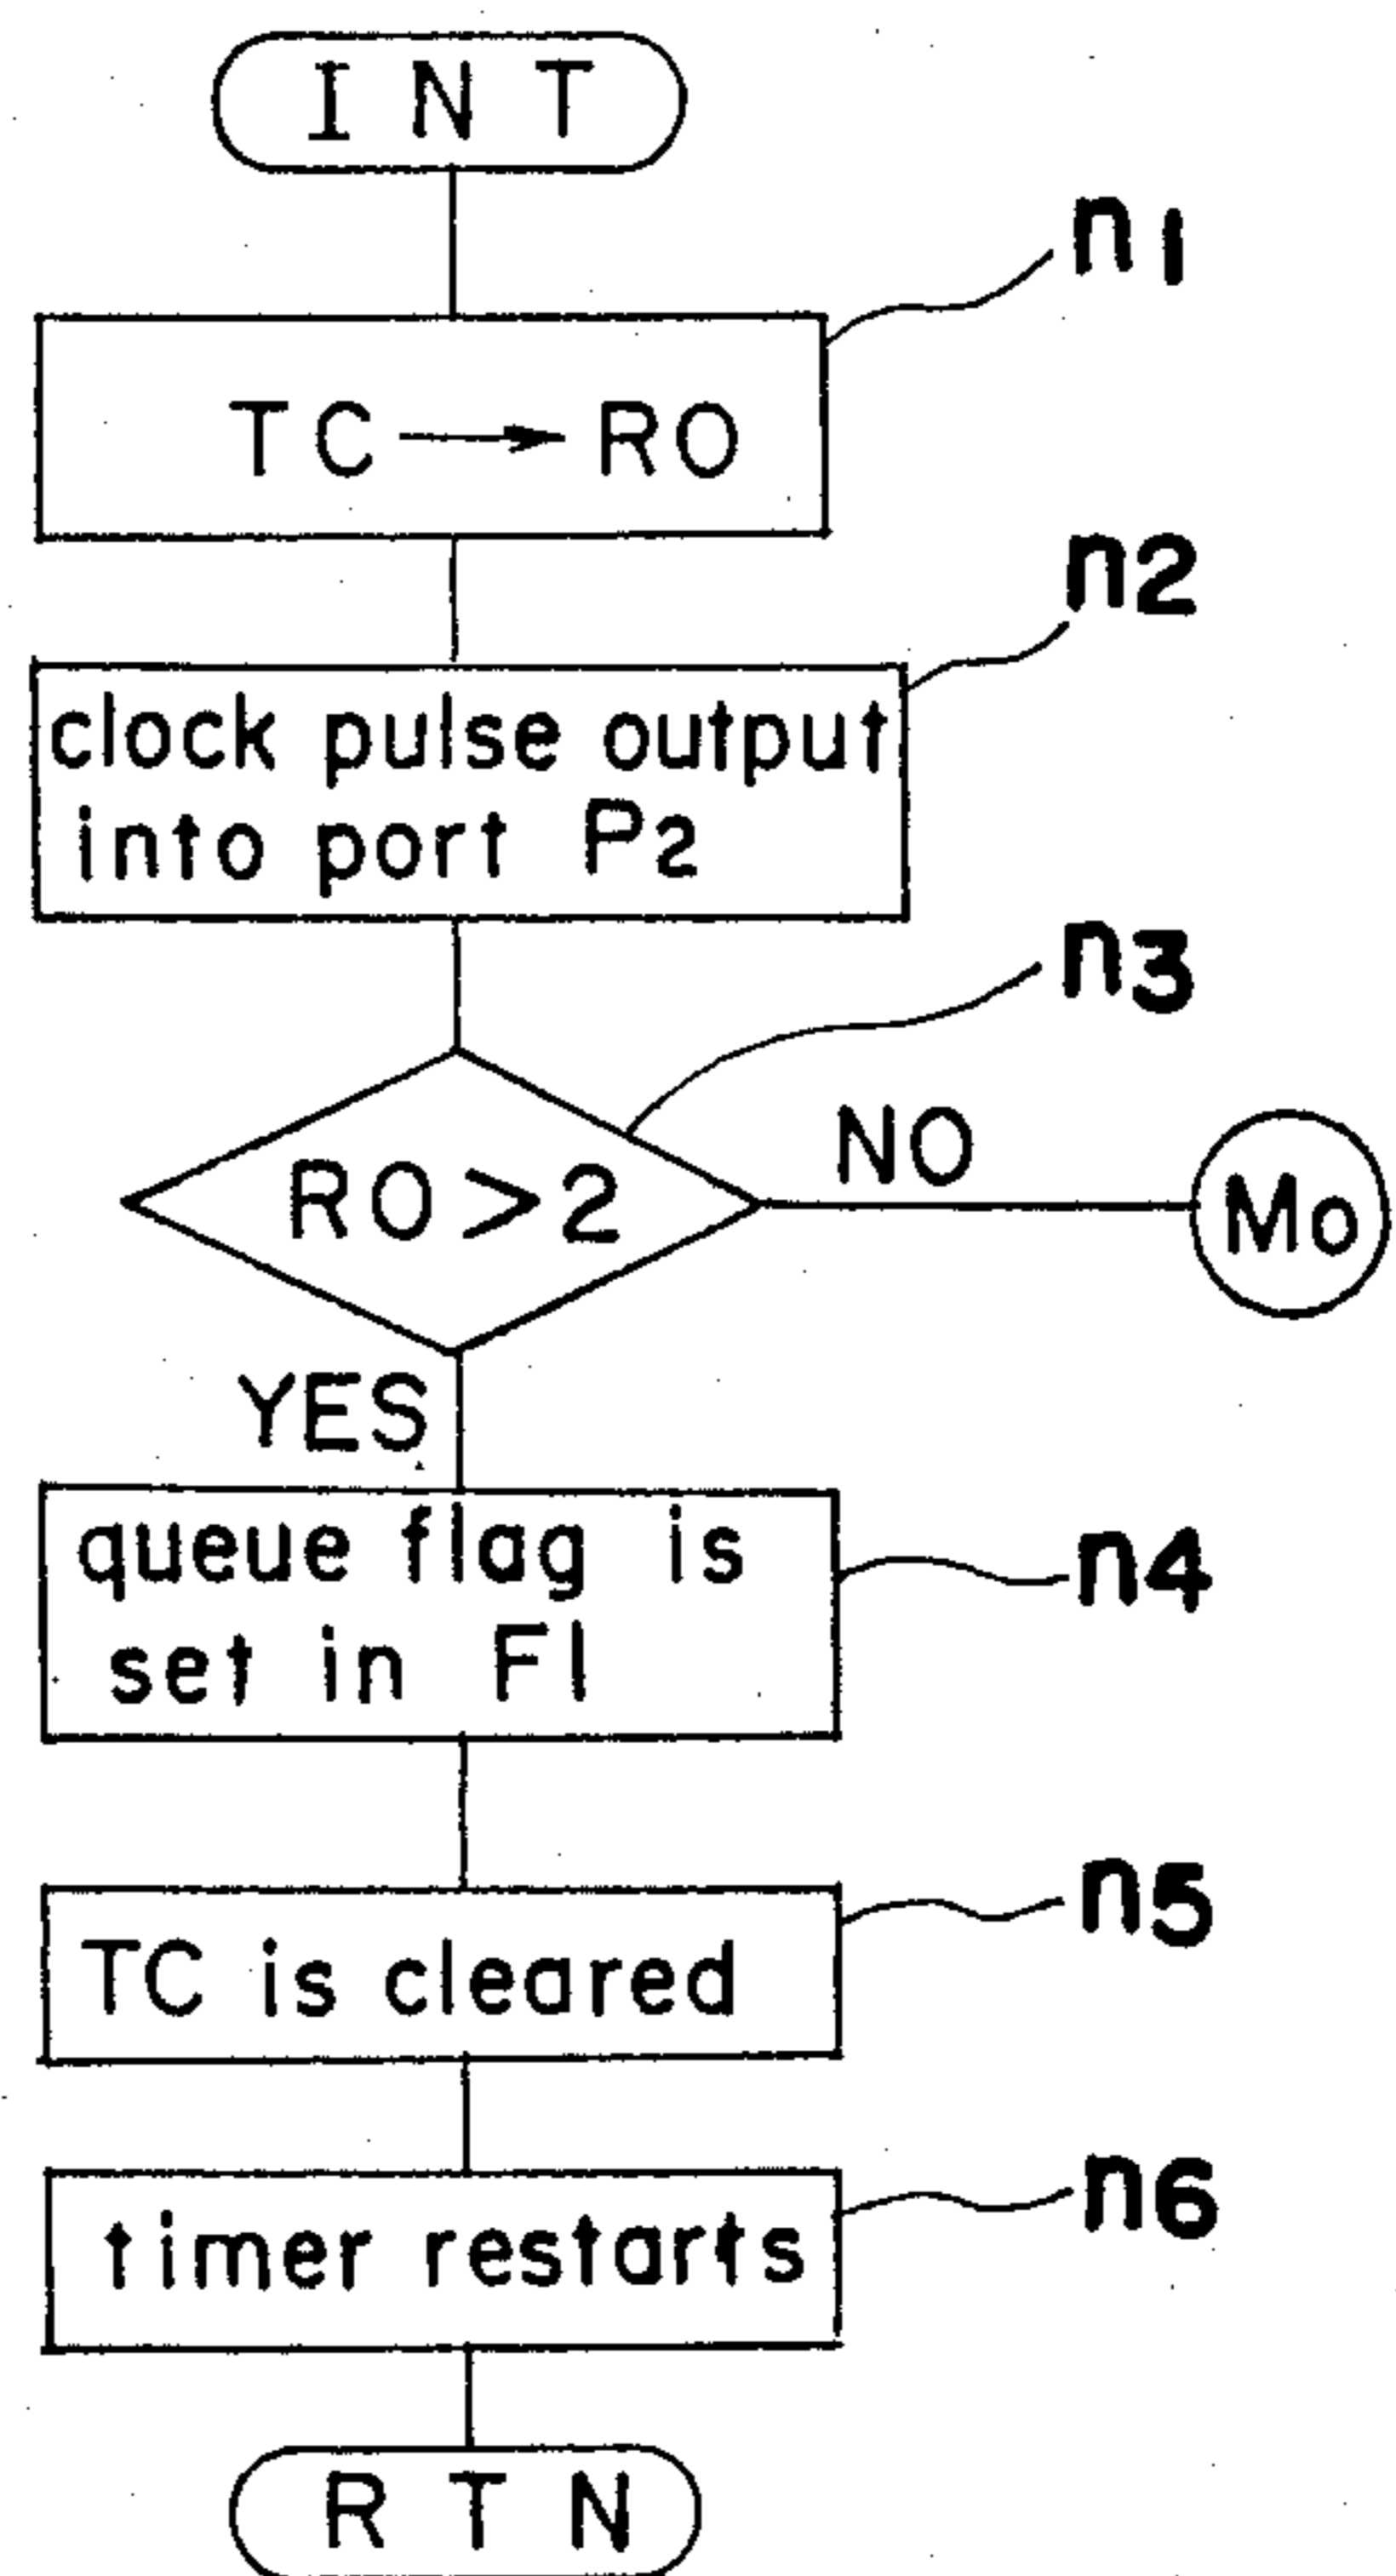 INT
n1
TC → RO
n2
clock pulse output
into port P2
n3
RO>2
NO
Mo
YES
queue flag is
set in F1
n4
TC is cleared
n5
timer restarts
n6
RTN